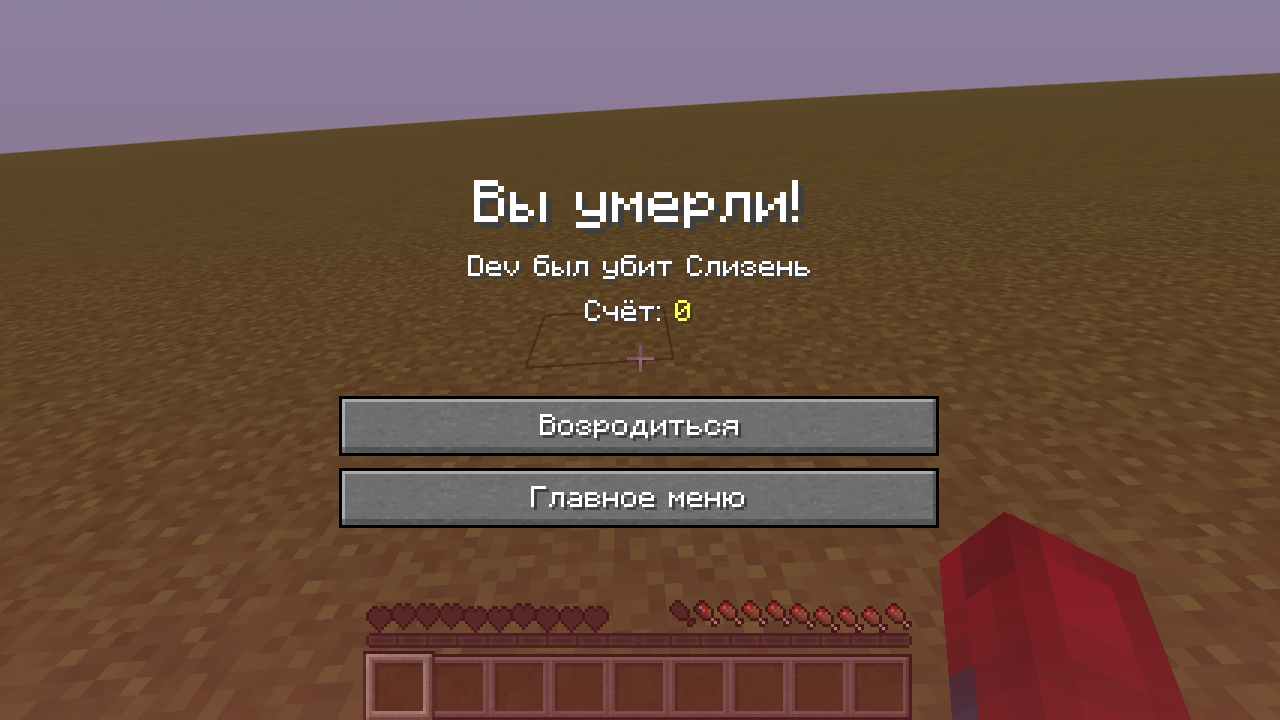 Вы умерли!
Dev был убит Слизень
Счёт: 0
Возродиться
Главное меню